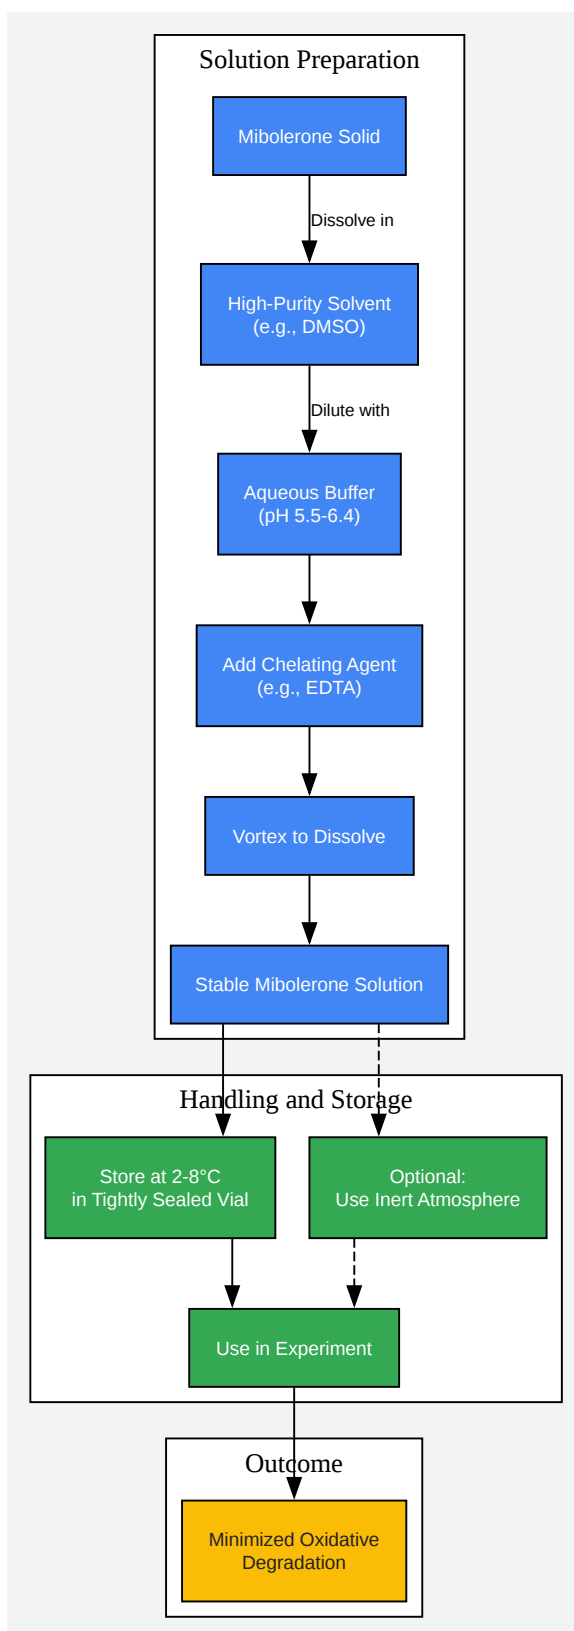 Solution Preparation
Mibolerone Solid
Dissolve in
High-Purity Solvent
(e.g., DMSO)
Dilute with
Aqueous Buffer
(pH 5.5-6.4)
Add Chelating Agent
(e.g., EDTA)
Vortex to Dissolve
Stable Mibolerone Solution
Handling and Storage
Store at 2-8°C
in Tightly Sealed Vial
Optional:
Use Inert Atmosphere
Use in Experiment
Outcome
Minimized Oxidative
Degradation